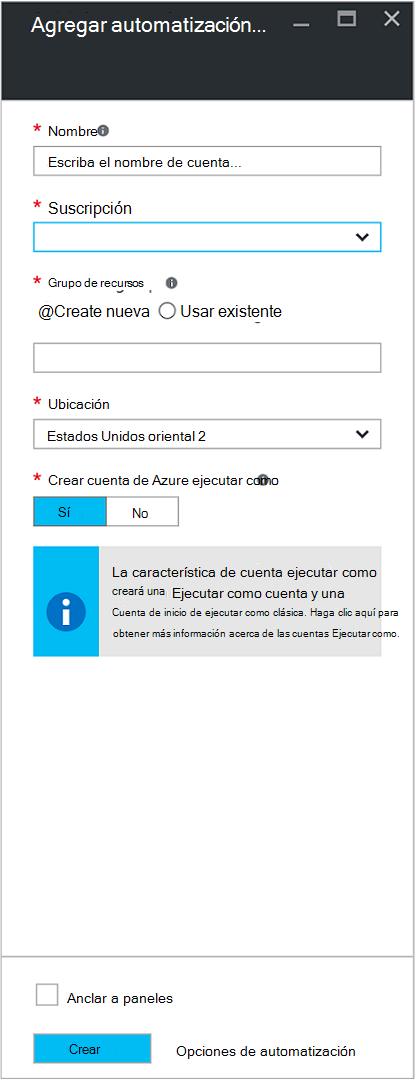 Agregar automatización...
* Nombre
Escriba el nombre de cuenta...
* Suscripción
* Grupo de recursos
@Create nueva Usar existente
* Ubicación
Estados Unidos oriental 2
* Crear cuenta de Azure ejecutar como
Sí No
La característica de cuenta ejecutar como
creará una. Ejecutar como cuenta y una
Cuenta de inicio de ejecutar como clásica. Haga clic aquí para
obtener más información acerca de las cuentas Ejecutar como.
Anclar a paneles
Crear Opciones de automatización